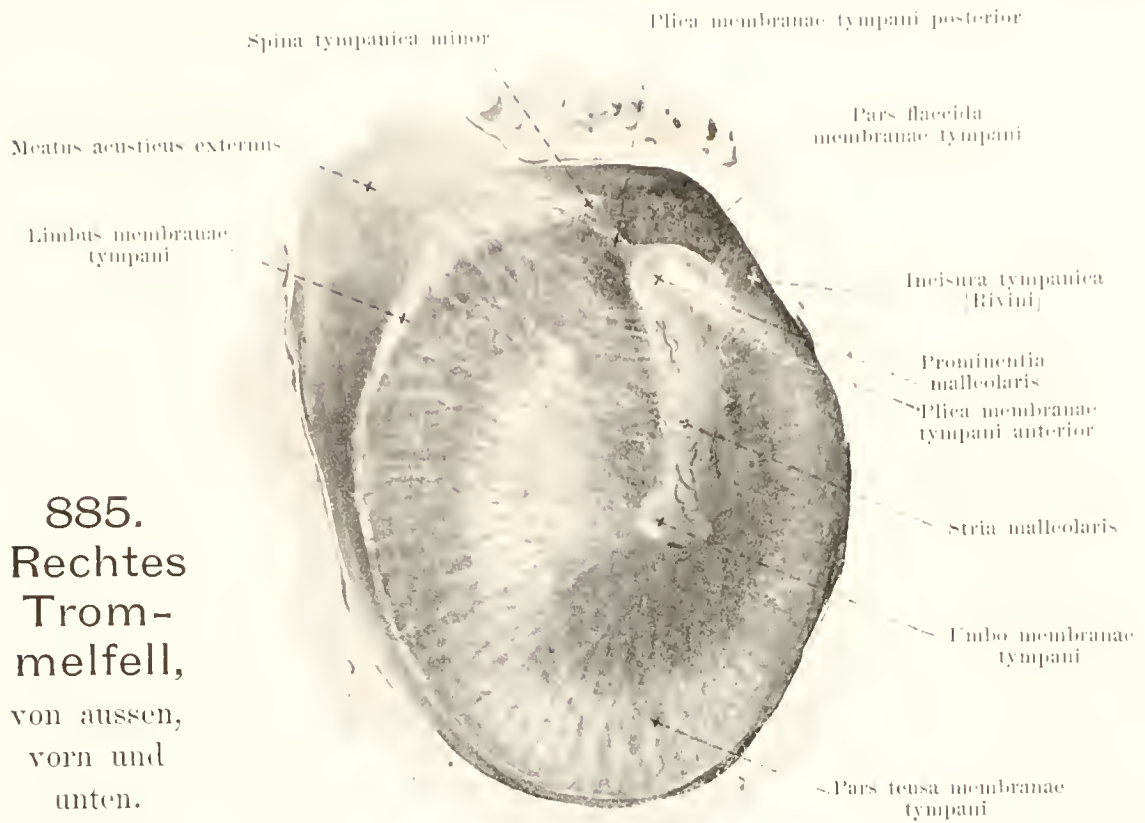 Plica membranae tympani posterior
Spina tympanica minor
Pars flaccida
membranae tympani
Meatus acusticus externus
Limbus membranae
tympani
Incisura tympanica
[Rivini]
Prominentia
malleolaris
Plica membranae
tympani anterior
Stria malleolaris
Umbo membranae
tympani
Pars tensa membranae
tympani
885.
Rechtes
Trom-
melfell,
von aussen,
vorn und
unten.